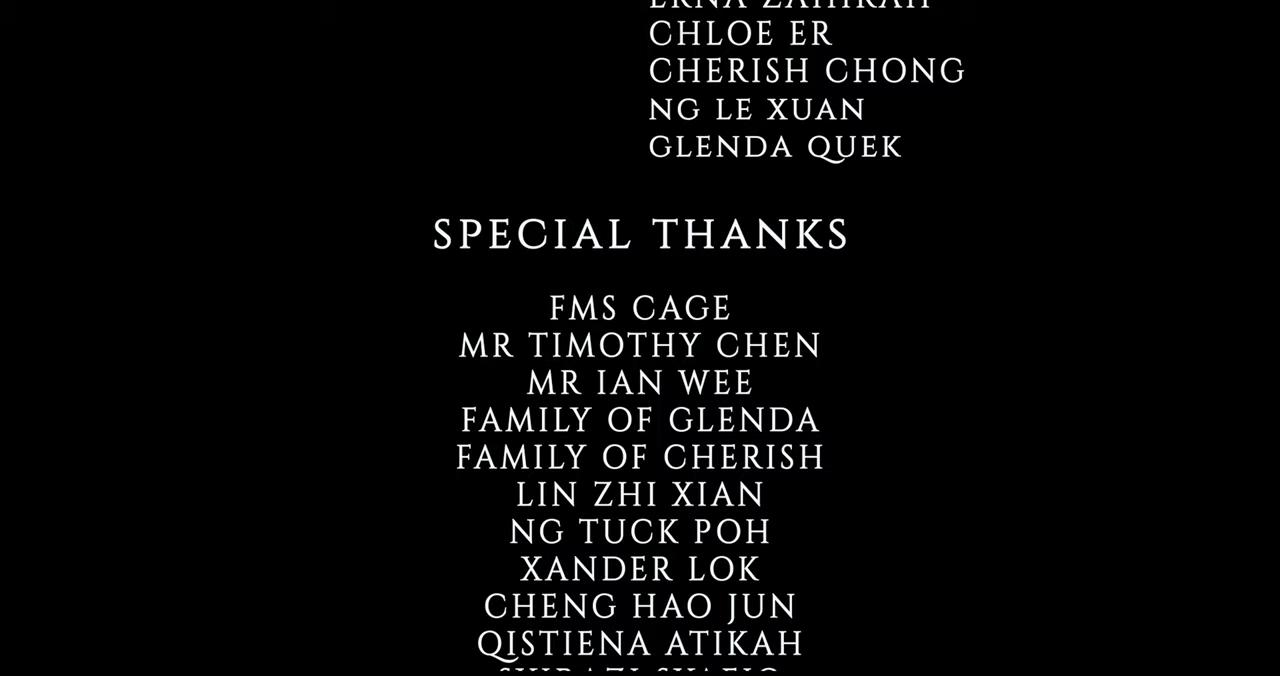 ERNA ZAHIRAH
CHLOE ER
CHERISH CHONG
NG LE XUAN
GLENDA QUEK
SPECIAL THANKS
FMS CAGE
MR TIMOTHY CHEN
MR IAN WEE
FAMILY OF GLENDA
FAMILY OF CHERISH
LIN ZHI XIAN
NG TUCK POH
XANDER LOK
CHENG HAO JUN
QISTIENA ATIKAH